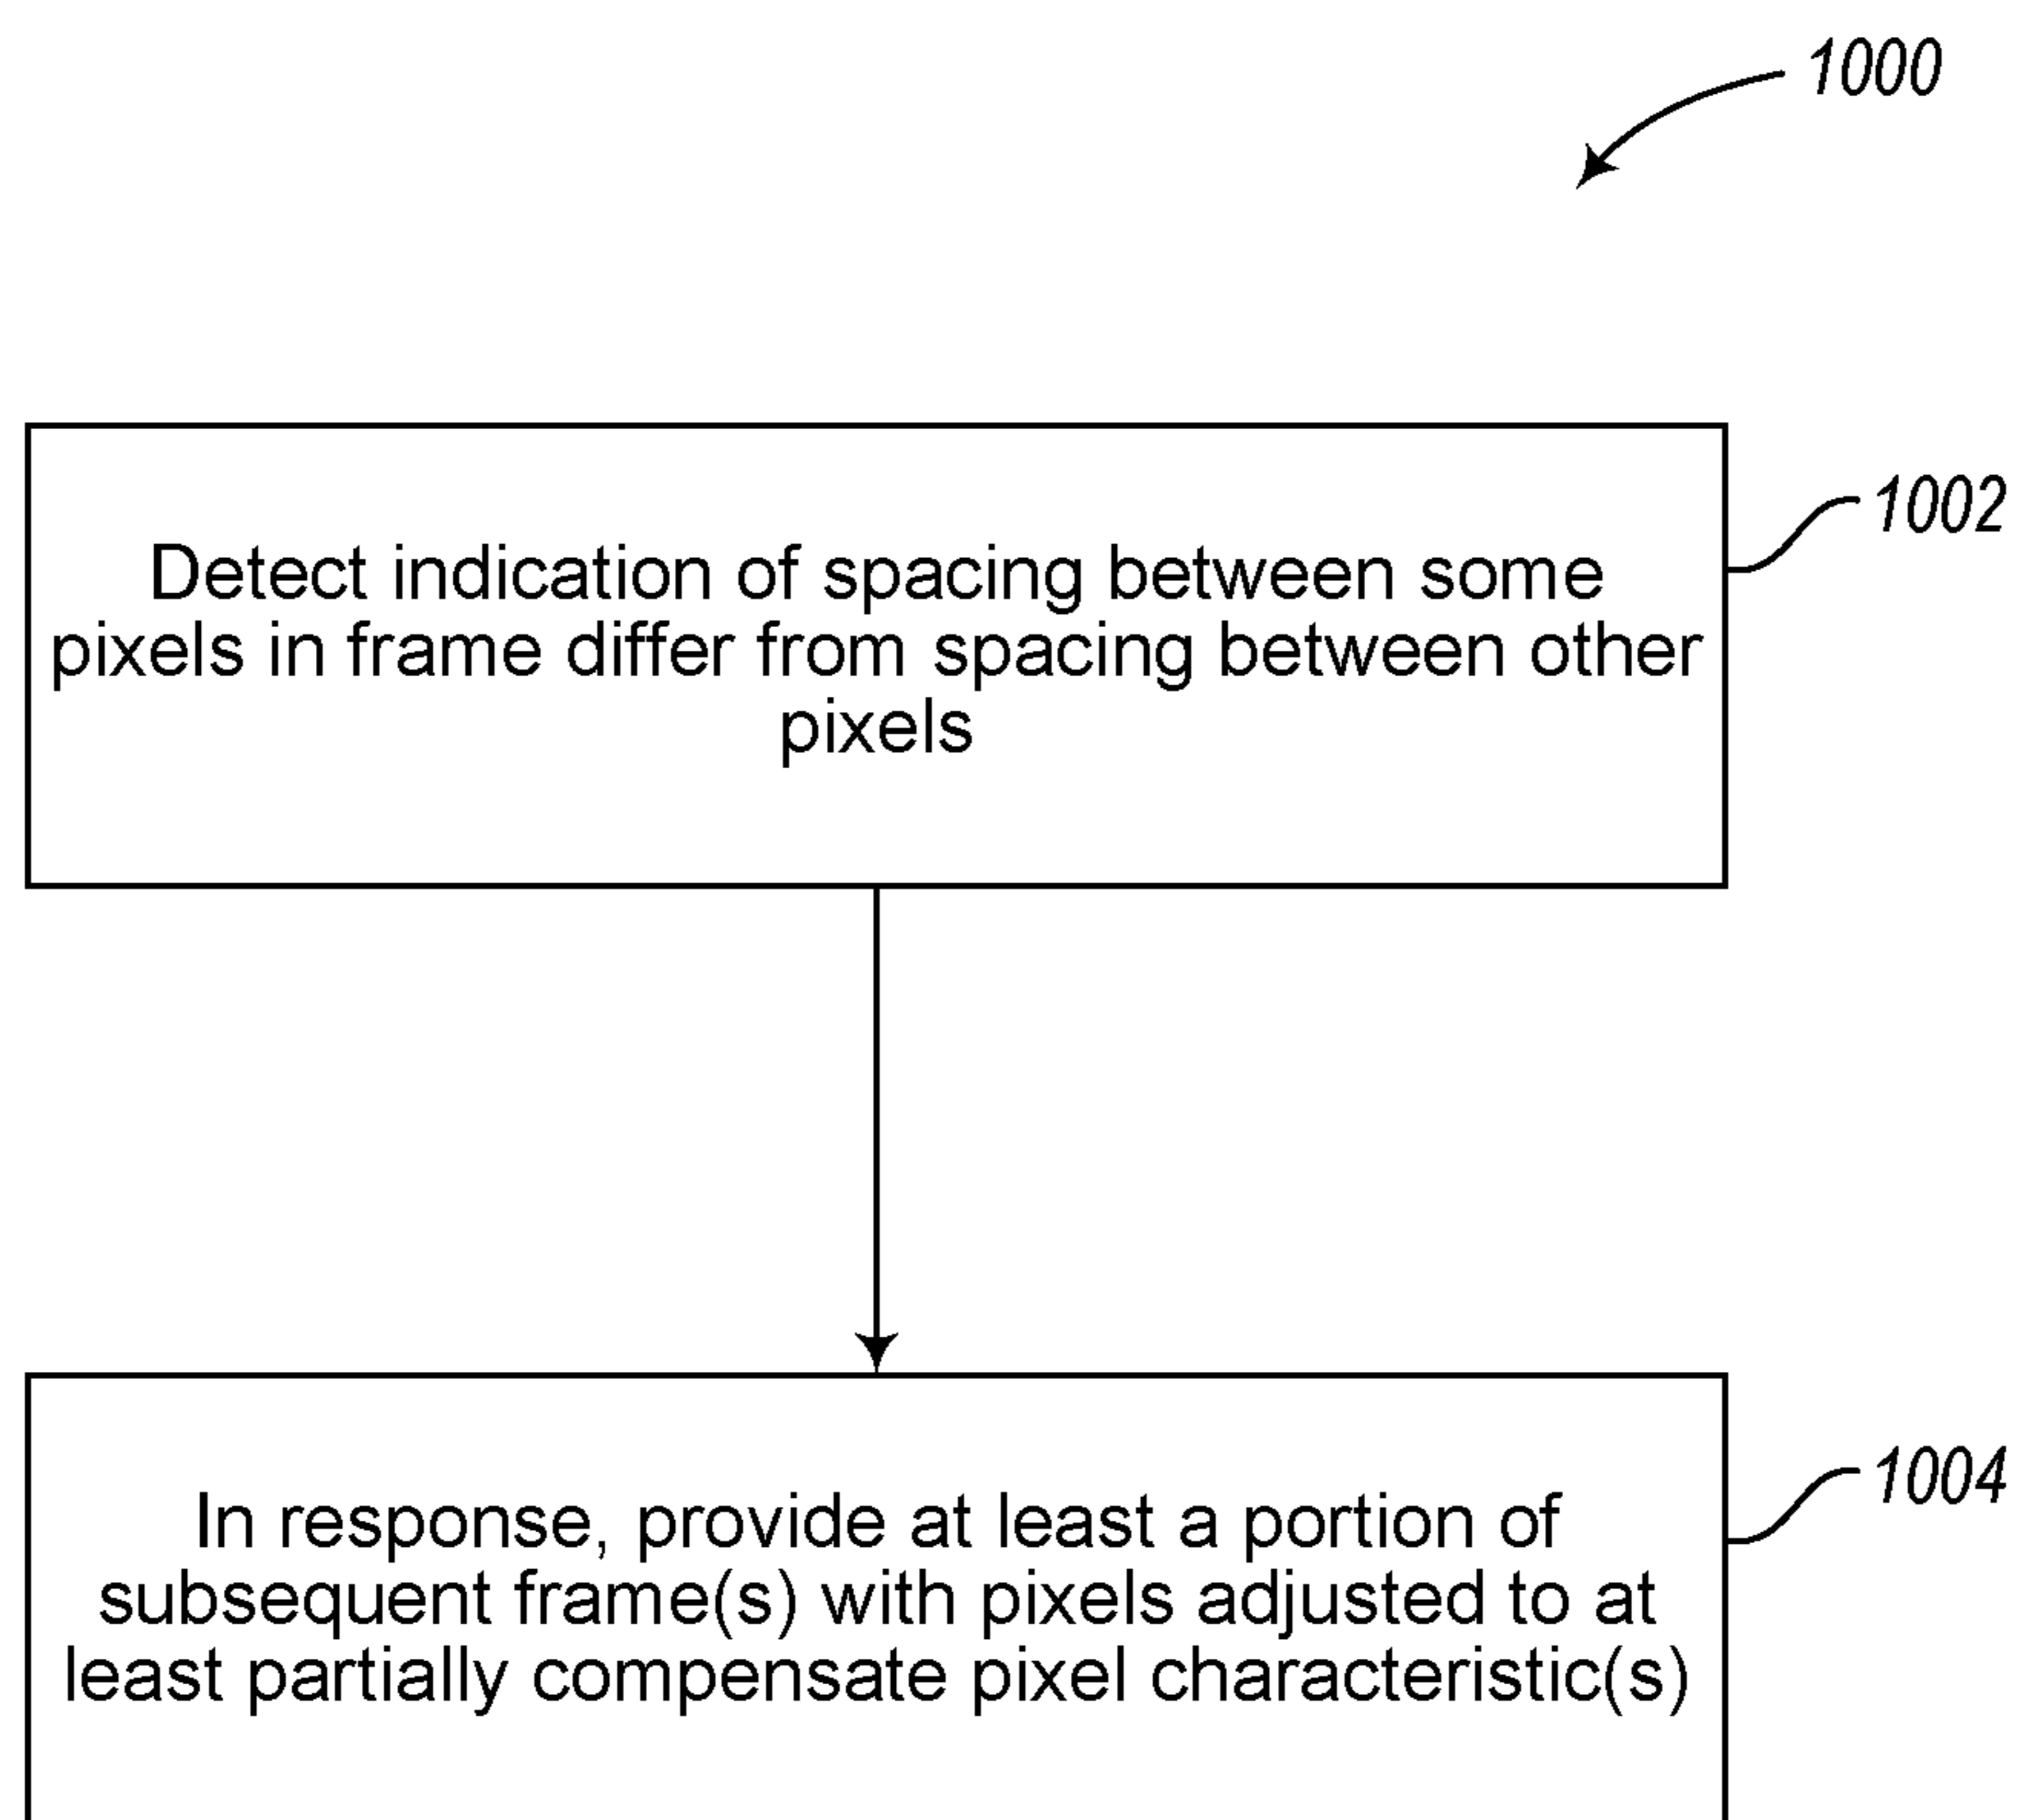 1000
1002
Detect indication of spacing between some
pixels in frame differ from spacing between other
pixels
1004
In response, provide at least a portion of
subsequent frame(s) with pixels adjusted to at
least partially compensate pixel characteristic(s)